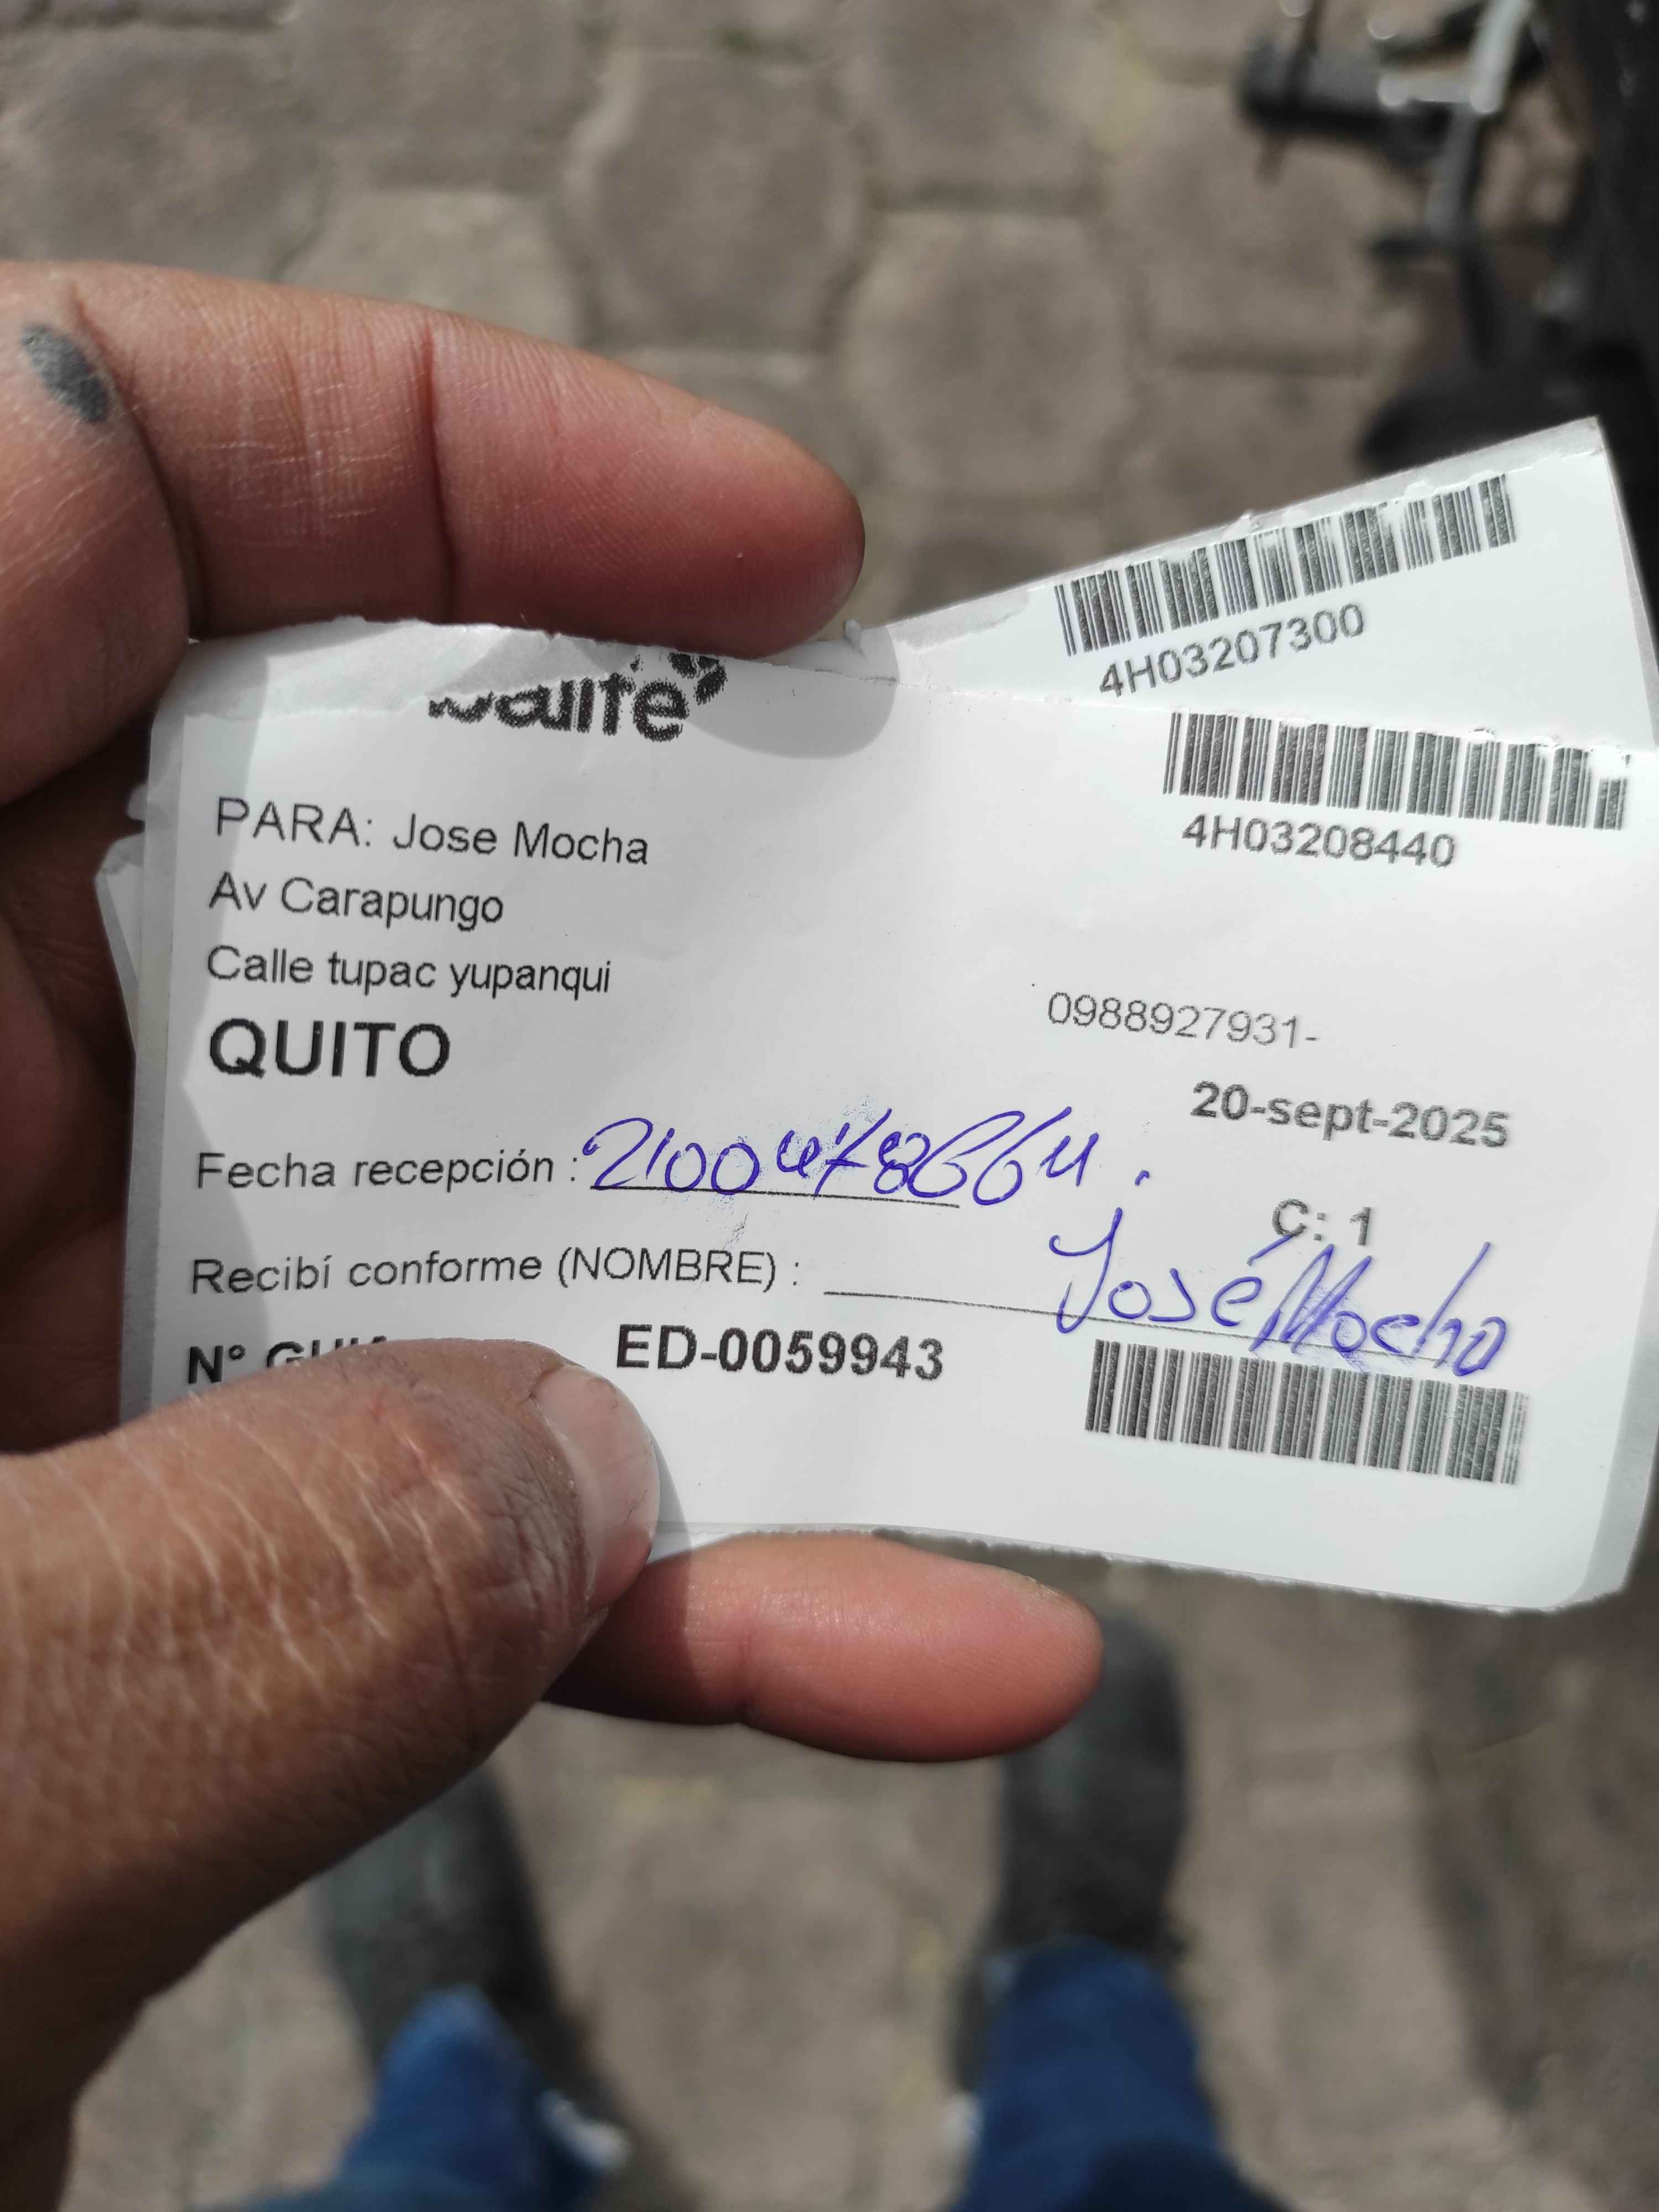 4H03207300
4H03208440
PARA: Jose Mocha
Av Carapungo
Calle tupac yupanqui
QUITO
0988927931-
20-sept-2025
Fecha recepción :
C: 1
Recibí conforme (NOMBRE) : José Mocha
N°
ED-0059943